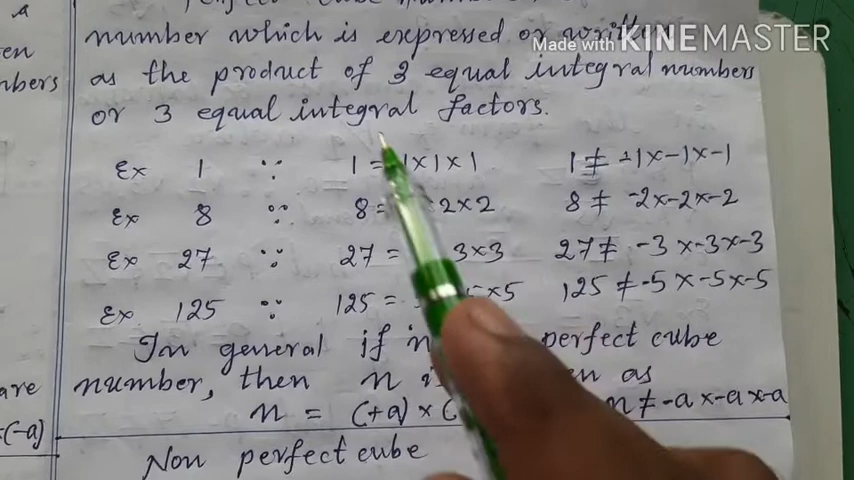 A
number which is expressed or written
Made with KINEMASTER
en
as the product of 3 equal integral numbers
mbers
or 3 equal integral factors.
Ex 1 ∵ 1 = 1×1×1 1 ≠ -1×-1×-1
Ex 8 ∵ 8 = 2×2 8 ≠ -2×-2×-2
Ex 27 ∵ 27 = 3×3 27 ≠ -3×-3×-3
Ex 125 ∵ 125 = ×5 125 ≠ -5×-5×-5
In general if n perfect cube
are
number, then n as
n = (+a) × ( n ≠ -a×-a×-a
(-a)
Non perfect cube